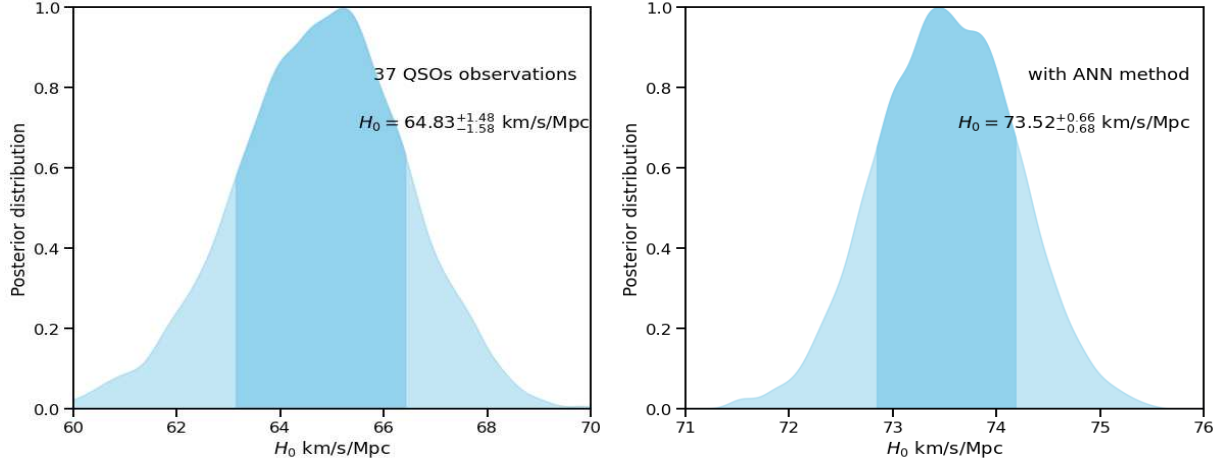 1.0
0.8
0.6
0.4
0.2
0.0
Posterior distribution
37 QSOs observations
H₀ = 64.83⁺¹·⁴⁸₋₁.₅₈ km/s/Mpc
60 62 64 66 68 70
H₀ km/s/Mpc
1.0
0.8
0.6
0.4
0.2
0.0
Posterior distribution
with ANN method
H₀ = 73.52⁺⁰·⁶⁶₋₀.₆₈ km/s/Mpc
71 72 73 74 75 76
H₀ km/s/Mpc